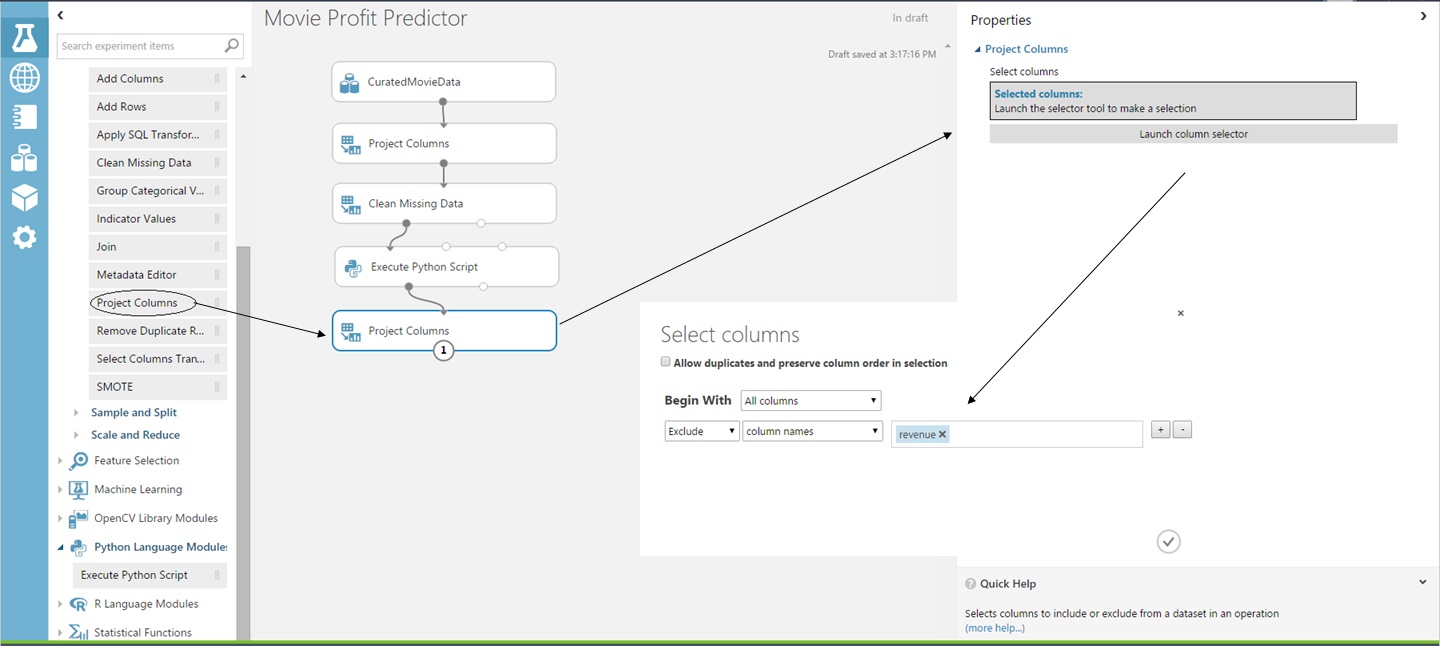 Search experiment items
Add Columns
Add Rows
Apply SQL Transfor...
Clean Missing Data
Group Categorical V...
Indicator Values
Join
Metadata Editor
Project Columns
Remove Duplicate R...
Select Columns Tran...
SMOTE
Sample and Split
Scale and Reduce
Feature Selection
Machine Learning
OpenCV Library Modules
Python Language Modules
Execute Python Script
R Language Modules
Statistical Functions
Movie Profit Predictor
In draft
Draft saved at 3:17:16 PM
CuratedMovieData
Project Columns
Clean Missing Data
Execute Python Script
Project Columns
1
Properties
Project Columns
Select columns
Selected columns:
Launch the selector tool to make a selection
Launch column selector
Select columns
Allow duplicates and preserve column order in selection
Begin With All columns
Exclude column names revenue + -
Quick Help
Selects columns to include or exclude from a dataset in an operation
(more help...)